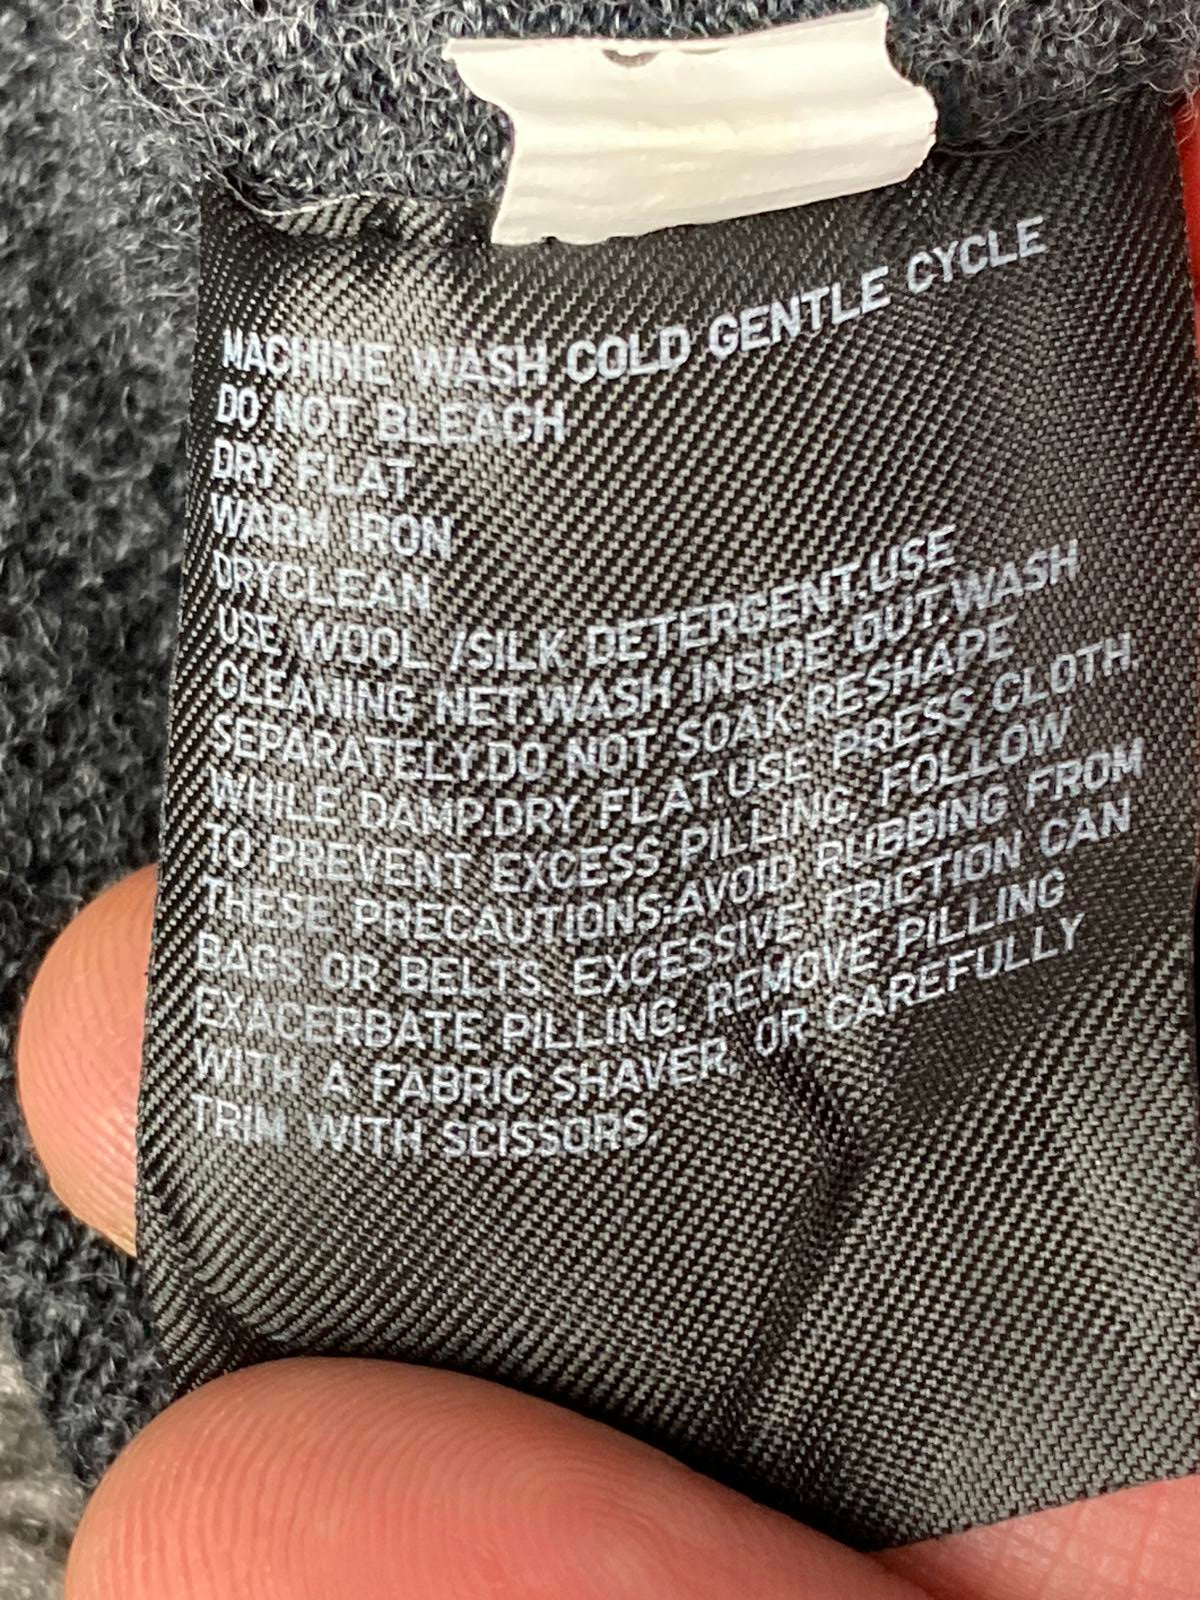 MACHINE WASH COLD GENTLE CYCLE
DO NOT BLEACH
DRY FLAT
WARM IRON
DRYCLEAN
USE WOOL /SILK DETERGENT.USE
CLEANING NET.WASH INSIDE OUT.WASH
SEPARATELY.DO NOT SOAK.RESHAPE
WHILE DAMP.DRY FLAT.USE PRESS CLOTH.
TO PREVENT EXCESS PILLING, FOLLOW
THESE PRECAUTIONS:AVOID RUBBING FROM
BAGS OR BELTS. EXCESSIVE FRICTION CAN
EXACERBATE PILLING. REMOVE PILLING
WITH A FABRIC SHAVER, OR CAREFULLY
TRIM WITH SCISSORS.